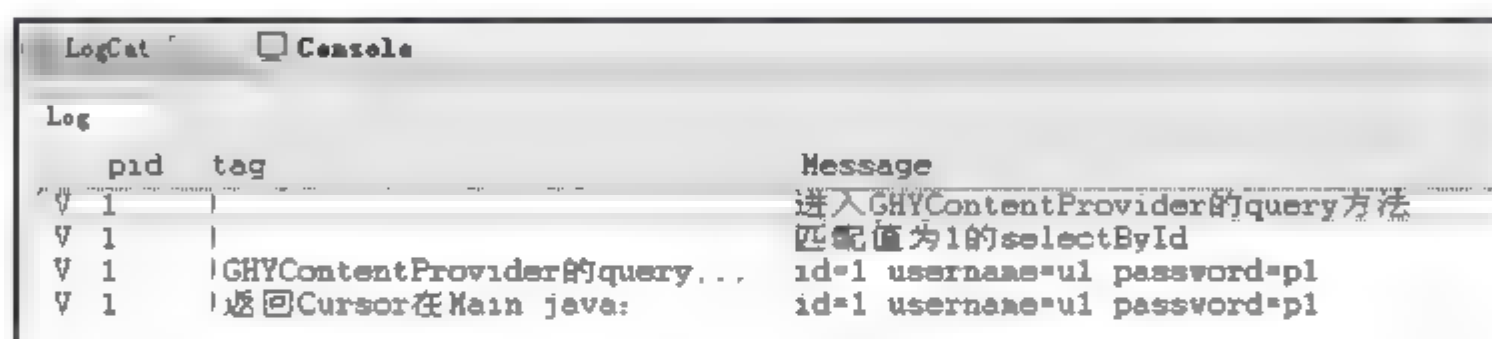 LogCat Console
Log
pid tag Message
V 1 进入GHYContentProvider的query方法
V 1 匹配值为1的selectById
V 1 GHYContentProvider的query... id=1 username=u1 password=p1
V 1 返回Cursor在Main java: id=1 username=u1 password=p1